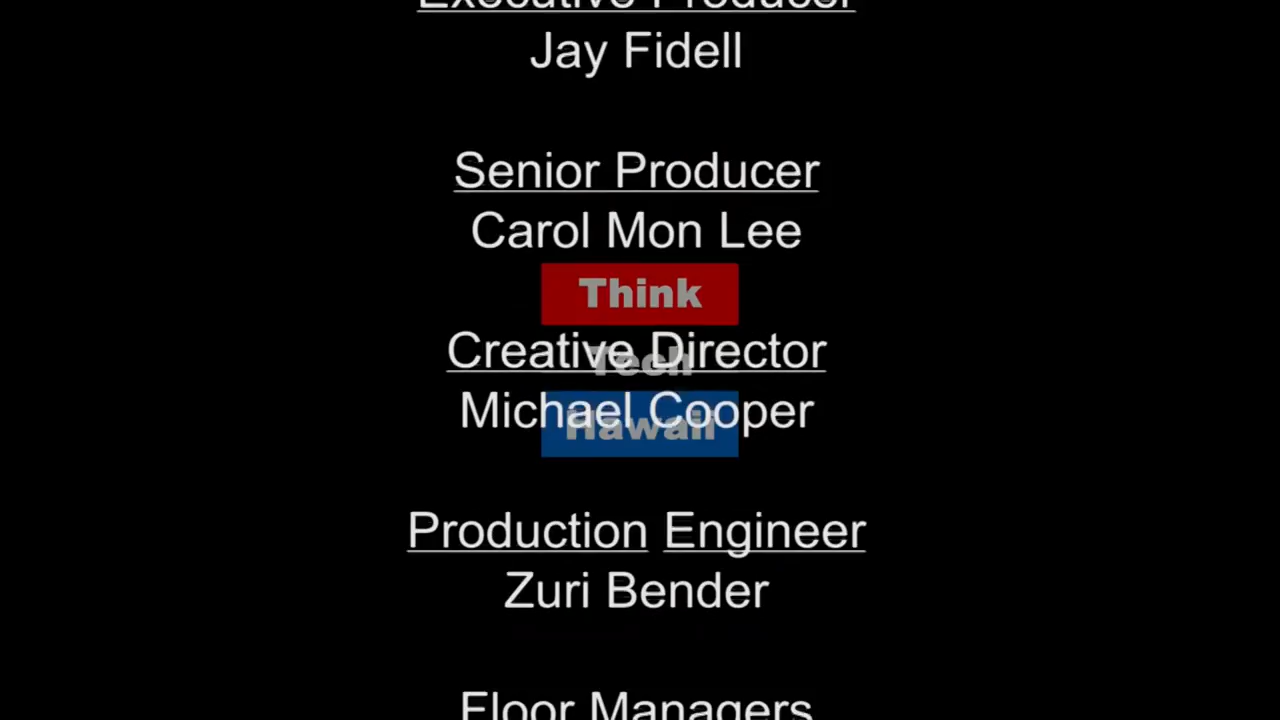 Executive Producer
Jay Fidell
Senior Producer
Carol Mon Lee
Think
Creative Director
Tech
Michael Cooper
Hawaii
Production Engineer
Zuri Bender
Floor Managers